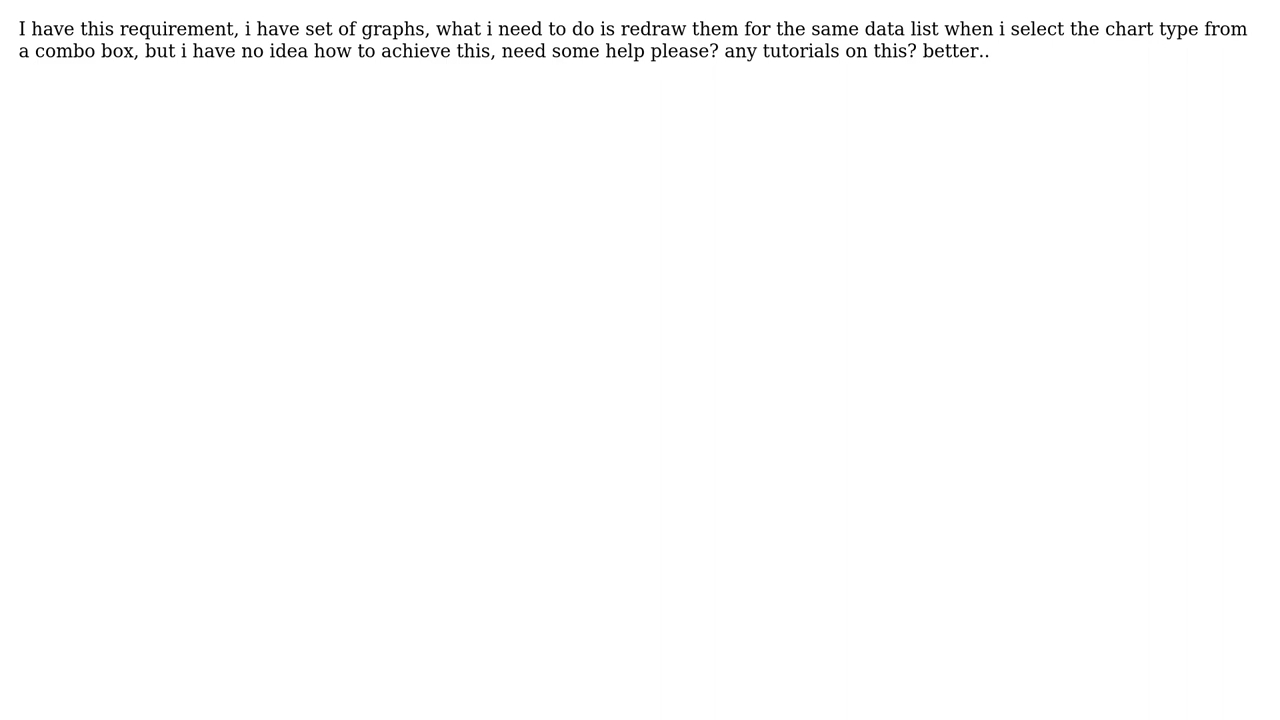 I have this requirement, i have set of graphs, what i need to do is redraw them for the same data list when i select the chart type from
a combo box, but i have no idea how to achieve this, need some help please? any tutorials on this? better..